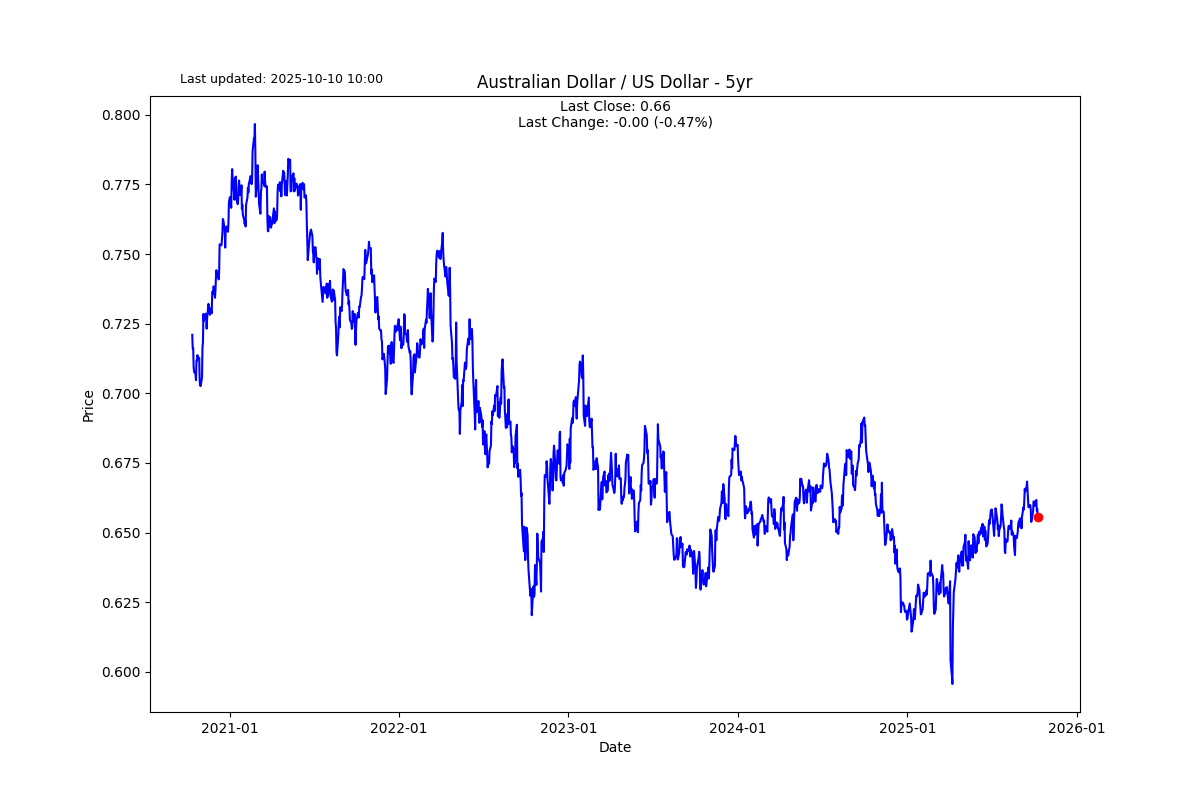 Last updated: 2025-10-10 10:00
Australian Dollar / US Dollar - 5yr
Last Close: 0.66
Last Change: -0.00 (-0.47%)
0.800
0.775
0.750
0.725
0.700
0.675
0.650
0.625
0.600
Price
2021-01
2022-01
2023-01
2024-01
2025-01
2026-01
Date